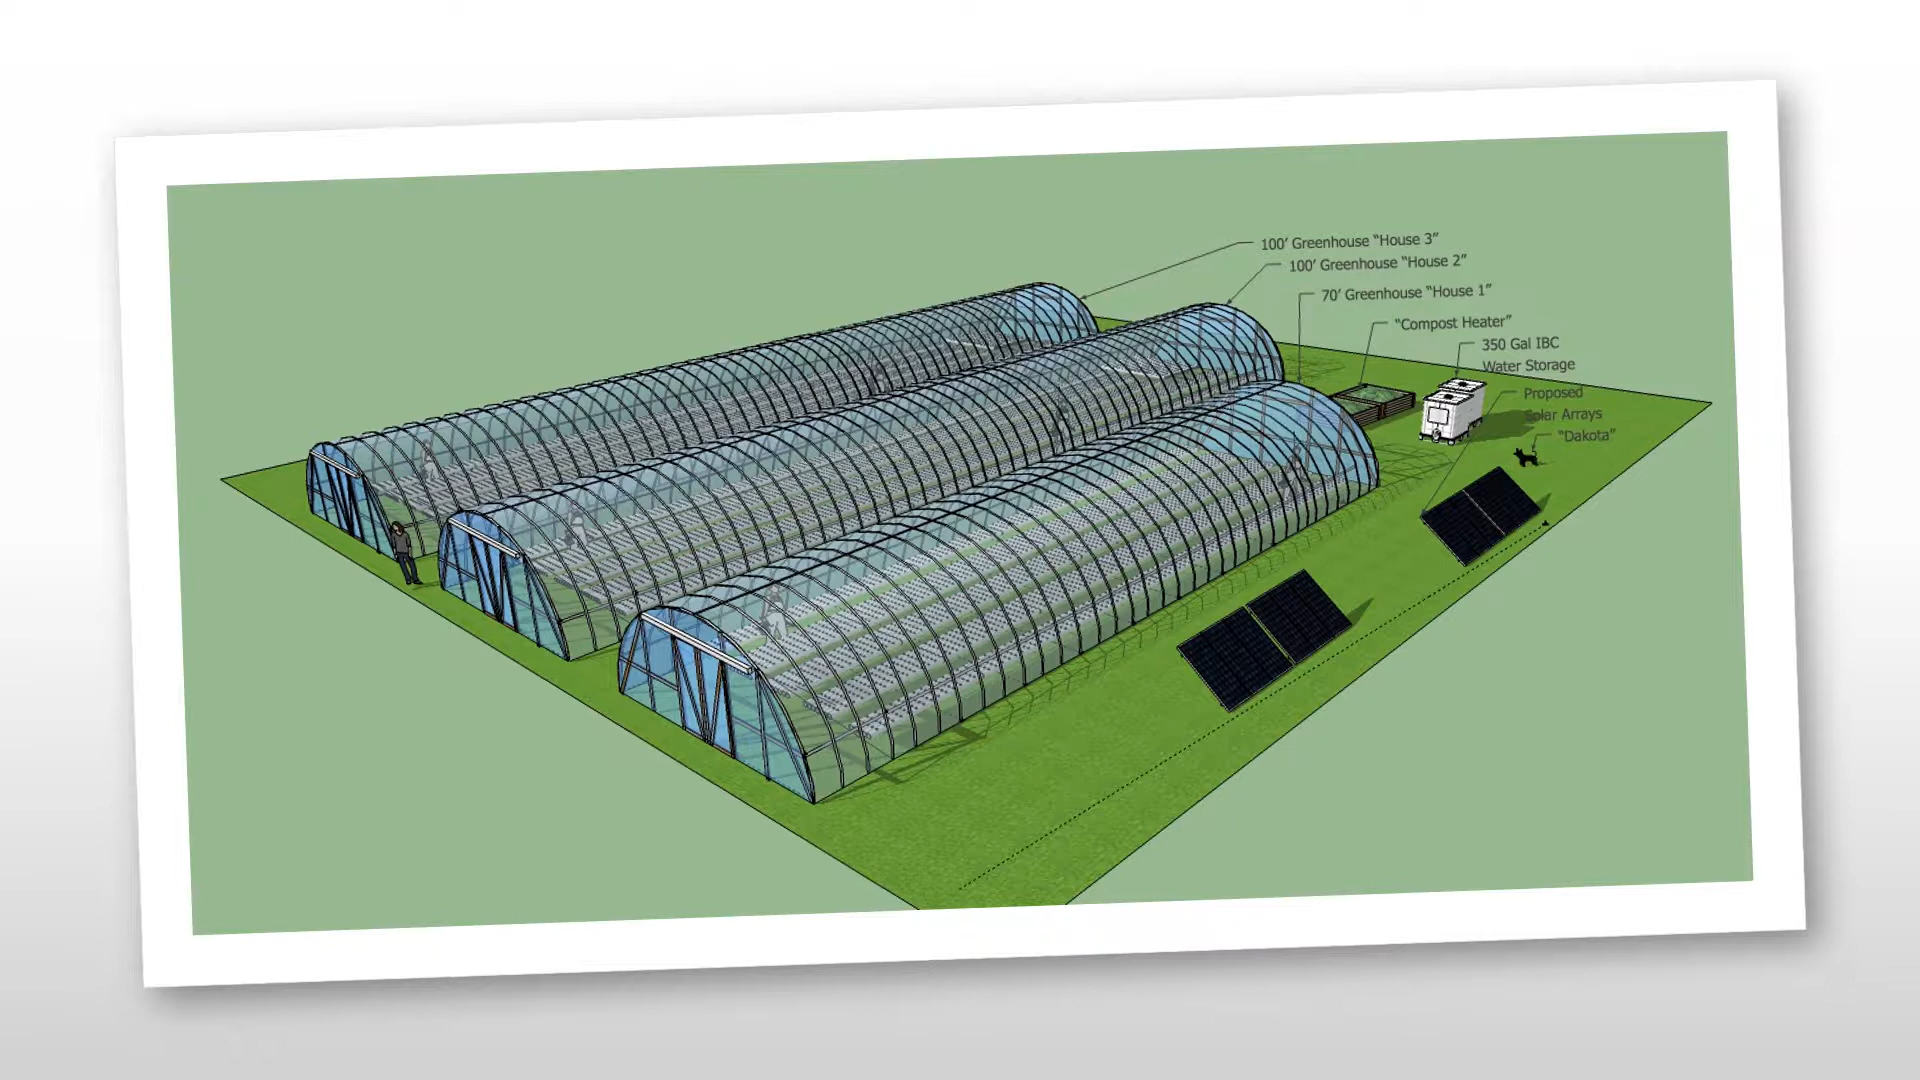 100' Greenhouse “House 3”
100' Greenhouse “House 2”
70' Greenhouse “House 1”
“Compost Heater”
350 Gal IBC
Water Storage
Proposed
Solar Arrays
“Dakota”